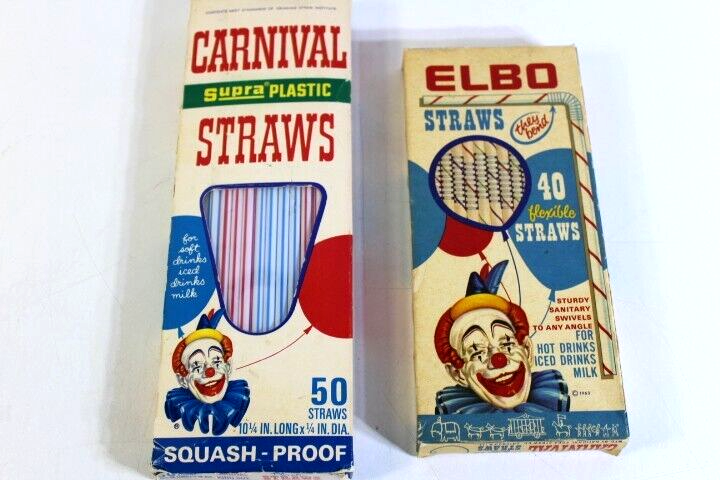 CARNIVAL
Supra® PLASTIC
STRAWS
for
soft
drinks
iced
drinks
milk
50
STRAWS
10¼ IN. LONG x ¼ IN. DIA.
®
SQUASH-PROOF
STRAWS
ELBO
STRAWS
they
bend
40
flexible
STRAWS
STURDY
SANITARY
SWIVELS
TO ANY ANGLE
FOR
HOT DRINKS
ICED DRINKS
MILK
CARNIVAL
STRAWS